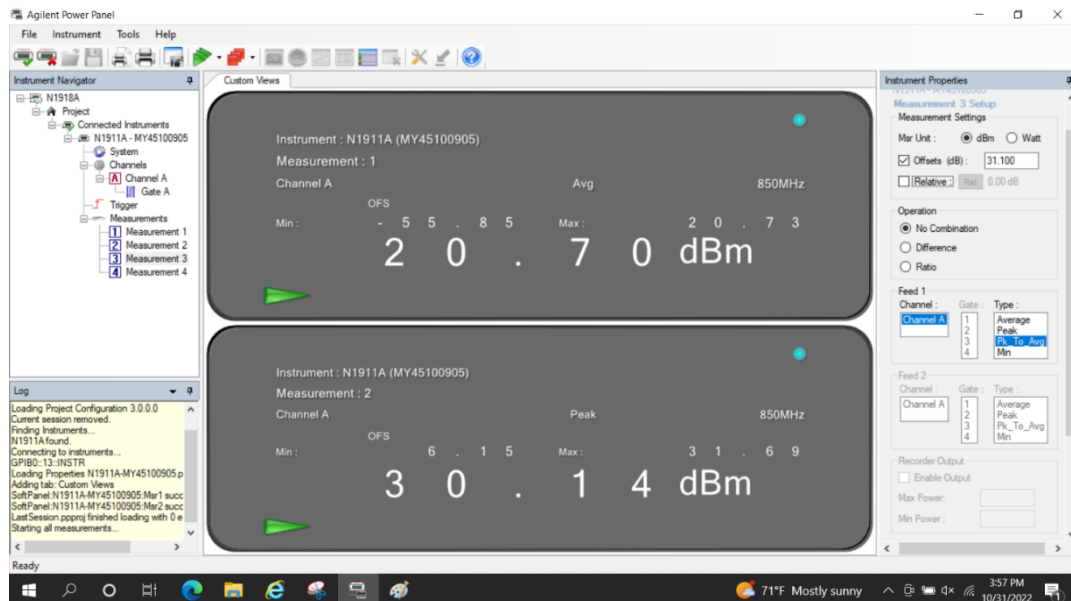 Agilent Power Panel
File Instrument Tools Help
Instrument Navigator
N1918A
Project
Connected Instruments
N1911A - MY45100905
System
Channels
A Channel A
Gate A
Trigger
Measurements
1 Measurement 1
2 Measurement 2
3 Measurement 3
4 Measurement 4
Log
Loading Project Configuration 3.0.0.0
Current session removed.
Finding Instruments...
N1911A found.
Connecting to instruments...
GPIB0::13::INSTR
Loading Properties N1911A-MY45100905.p
Adding tab: Custom Views
SoftPanel:N1911A-MY45100905:Msr1 succ
SoftPanel:N1911A-MY45100905:Msr2 succ
LastSession.ppproj finished loading with 0 e
Starting all measurements...
Custom Views
Instrument : N1911A (MY45100905)
Measurement : 1
Channel A Avg 850MHz
OFS
Min : - 5 5 . 8 5 Max : 2 0 . 7 3
2 0 . 7 0 dBm
Instrument : N1911A (MY45100905)
Measurement : 2
Channel A Peak 850MHz
OFS
Min : 6 . 1 5 Max : 3 1 . 6 9
3 0 . 1 4 dBm
Instrument Properties
Measurement 3 Setup
Measurement Settings
Msr Unit : dBm Watt
Offsets (dB) : 31.100
Relative : Rel 0.00 dB
Operation
No Combination
Difference
Ratio
Feed 1
Channel : Gate : Type :
Channel A 1 Average
2 Peak
3 Pk_To_Avg
4 Min
Feed 2
Channel : Gate : Type :
Channel A 1 Average
2 Peak
3 Pk_To_Avg
4 Min
Recorder Output
Enable Output
Max Power:
Min Power :
Ready
71°F Mostly sunny
3:57 PM
10/31/2022